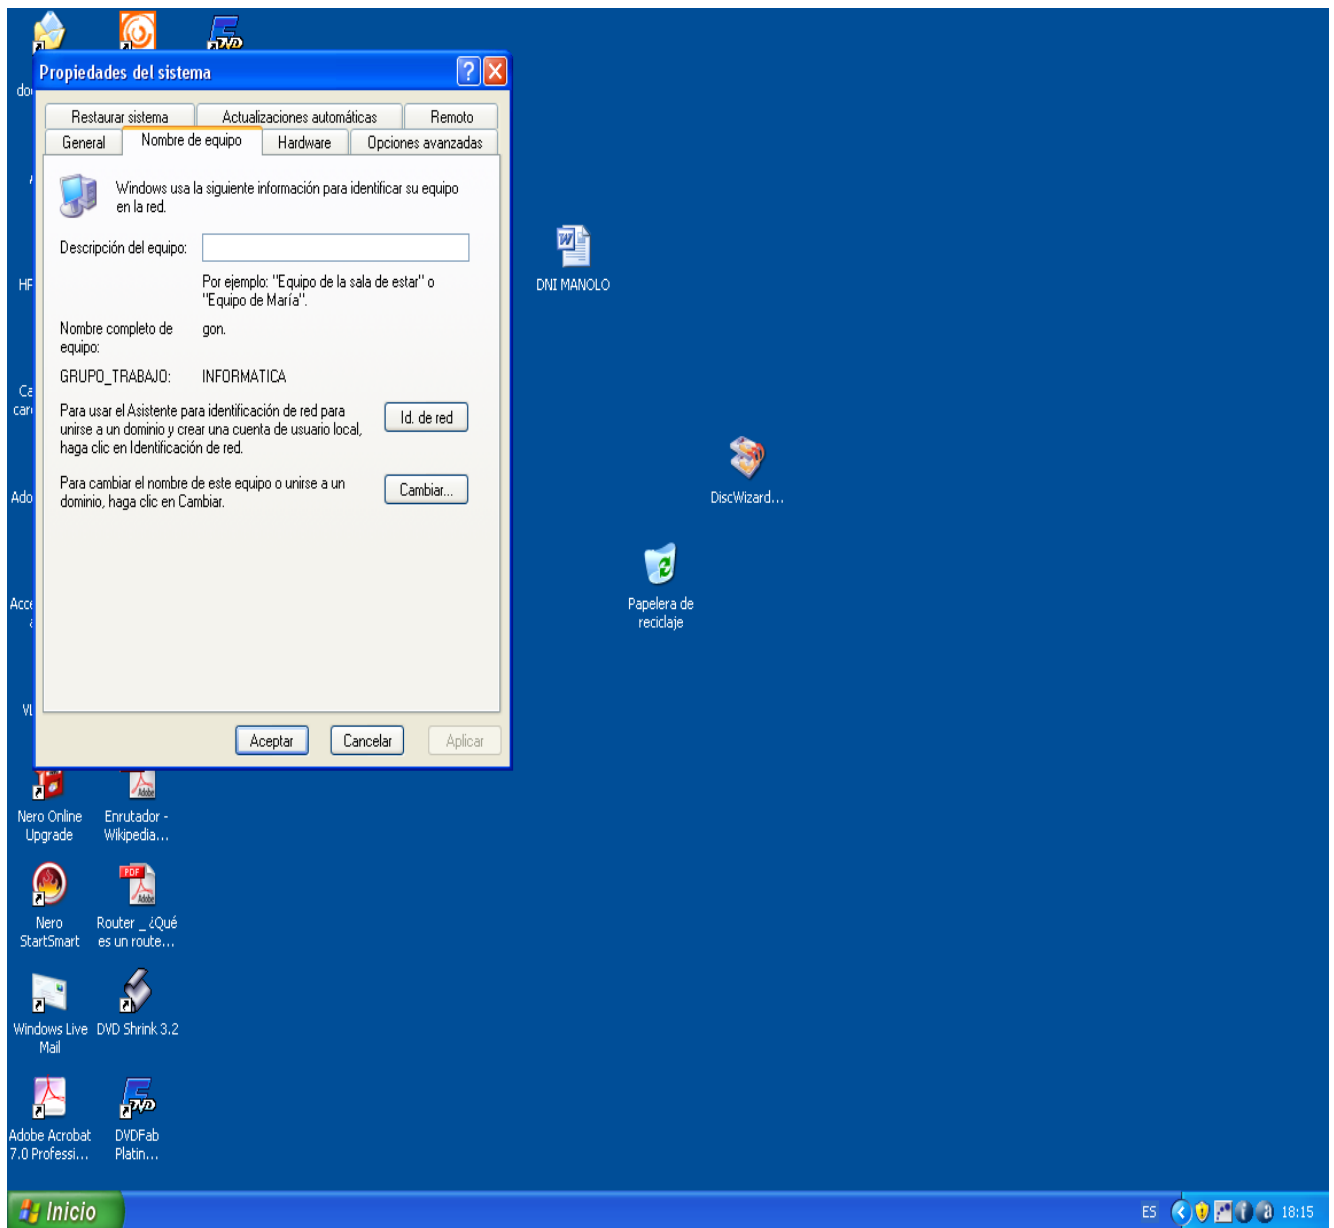 Propiedades del sistema
Restaurar sistema
Actualizaciones automáticas
Remoto
General
Nombre de equipo
Hardware
Opciones avanzadas
Windows usa la siguiente información para identificar su equipo
en la red.
Descripción del equipo:
Por ejemplo: "Equipo de la sala de estar" o
"Equipo de María".
Nombre completo de
equipo:
gon.
GRUPO_TRABAJO:
INFORMATICA
Para usar el Asistente para identificación de red para
unirse a un dominio y crear una cuenta de usuario local,
haga clic en Identificación de red.
Id. de red
Para cambiar el nombre de este equipo o unirse a un
dominio, haga clic en Cambiar.
Cambiar...
Aceptar
Cancelar
Aplicar
DNI MANOLO
DiscWizard...
Papelera de
reciclaje
Nero Online
Upgrade
Enrutador -
Wikipedia...
Nero
StartSmart
Router _ ¿Qué
es un route...
Windows Live
Mail
DVD Shrink 3.2
Adobe Acrobat
7.0 Professi...
DVDFab
Platin...
Inicio
ES
18:15